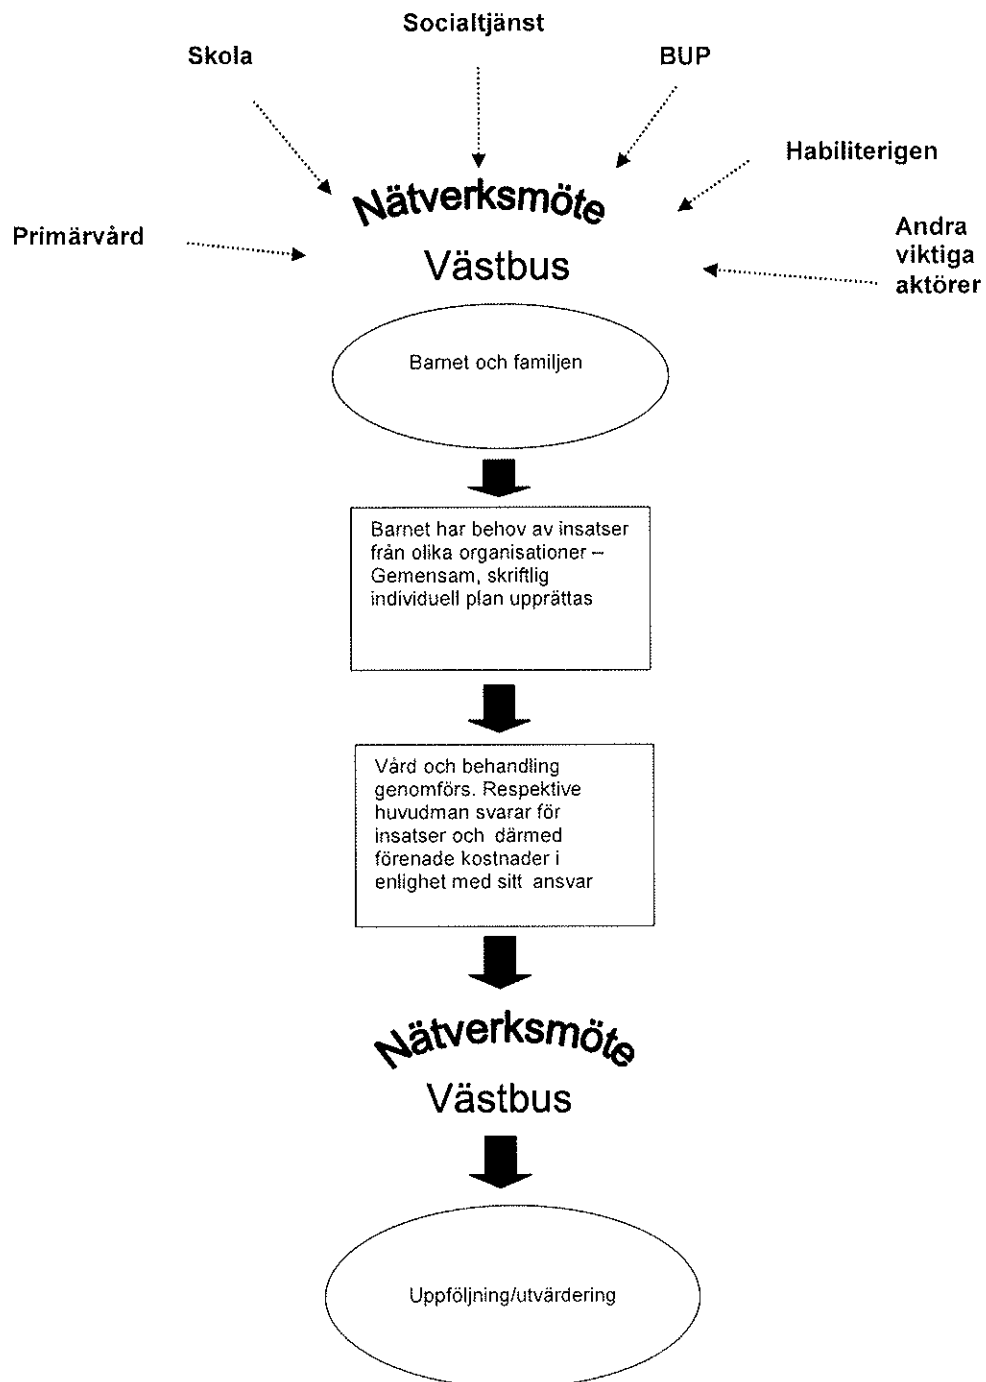 Socialtjänst
Skola
BUP
Habiliterigen
Primärvård
Andra
viktiga
aktörer
Nätverksmöte
Västbus
Barnet och familjen
Barnet har behov av insatser
från olika organisationer –
Gemensam, skriftlig
individuell plan upprättas
Vård och behandling
genomförs. Respektive
huvudman svarar för
insatser och därmed
förenade kostnader i
enlighet med sitt ansvar
Nätverksmöte
Västbus
Uppföljning/utvärdering